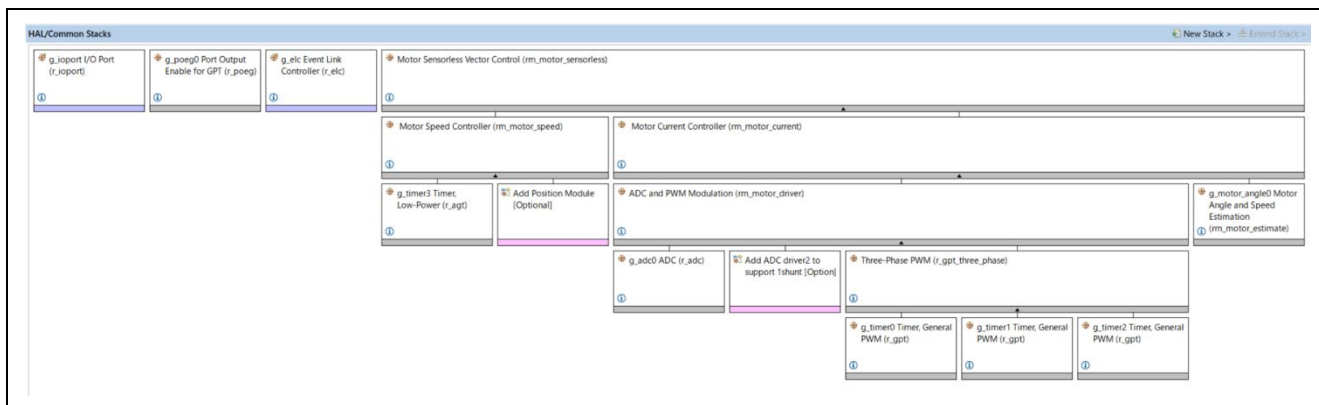 HAL/Common Stacks
New Stack > Extend Stack >
g_ioport I/O Port
(r_ioport)
g_poeg0 Port Output
Enable for GPT (r_poeg)
g_elc Event Link
Controller (r_elc)
Motor Sensorless Vector Control (rm_motor_sensorless)
Motor Speed Controller (rm_motor_speed)
Motor Current Controller (rm_motor_current)
g_timer3 Timer,
Low-Power (r_agt)
Add Position Module
[Optional]
ADC and PWM Modulation (rm_motor_driver)
g_motor_angle0 Motor
Angle and Speed
Estimation
(rm_motor_estimate)
g_adc0 ADC (r_adc)
Add ADC driver2 to
support 1shunt [Option]
Three-Phase PWM (r_gpt_three_phase)
g_timer0 Timer, General
PWM (r_gpt)
g_timer1 Timer, General
PWM (r_gpt)
g_timer2 Timer, General
PWM (r_gpt)